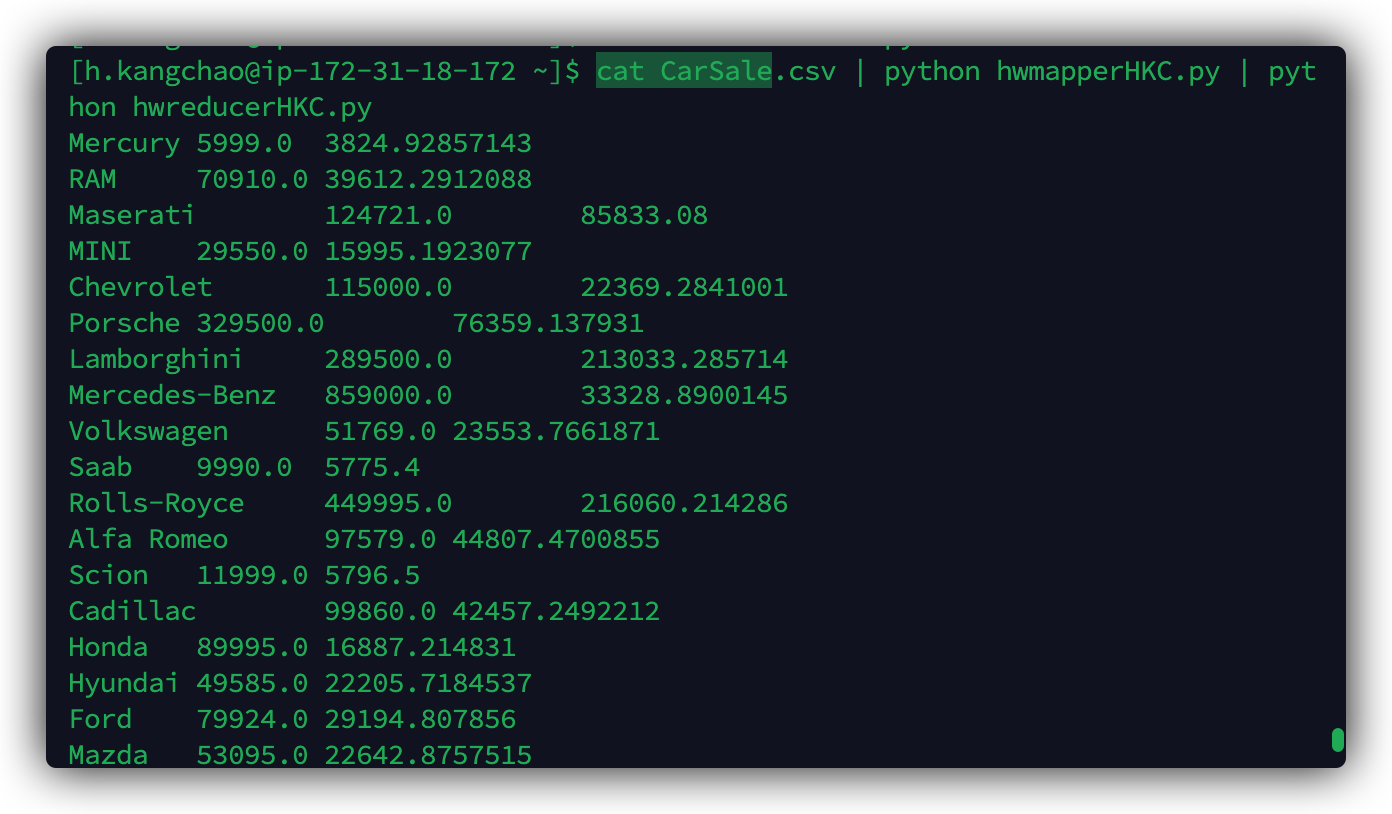 [h.kangchao@ip-172-31-18-172 ~]$ cat CarSale.csv | python hwmapperHKC.py | pyt
hon hwreducerHKC.py
Mercury 5999.0  3824.92857143
RAM     70910.0 39612.2912088
Maserati        124721.0        85833.08
MINI    29550.0 15995.1923077
Chevrolet       115000.0        22369.2841001
Porsche 329500.0        76359.137931
Lamborghini     289500.0        213033.285714
Mercedes-Benz   859000.0        33328.8900145
Volkswagen      51769.0 23553.7661871
Saab    9990.0  5775.4
Rolls-Royce     449995.0        216060.214286
Alfa Romeo      97579.0 44807.4700855
Scion   11999.0 5796.5
Cadillac        99860.0 42457.2492212
Honda   89995.0 16887.214831
Hyundai 49585.0 22205.7184537
Ford    79924.0 29194.807856
Mazda   53095.0 22642.8757515